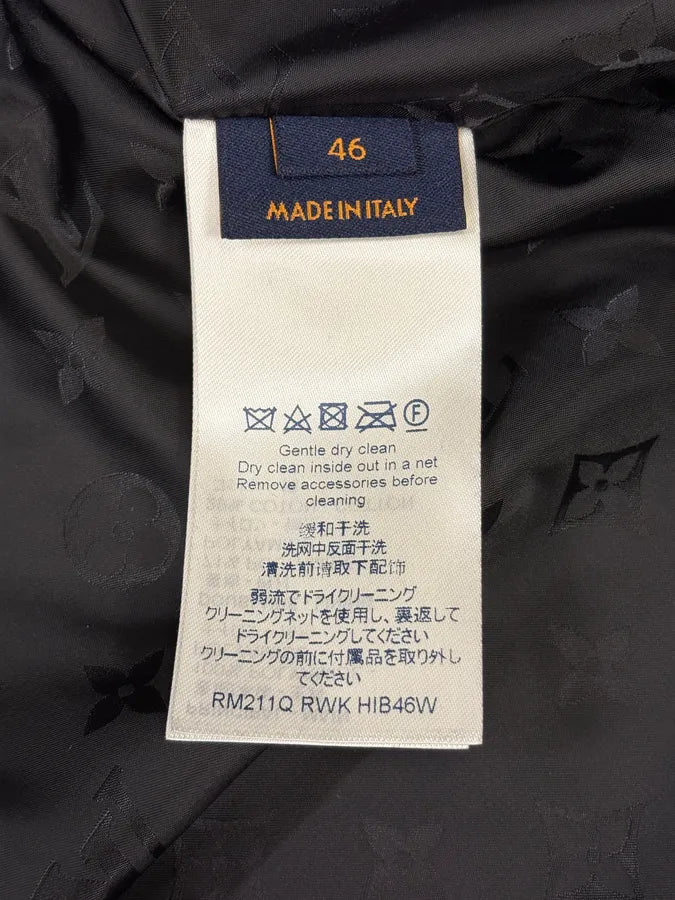 46
MADE IN ITALY
F
Gentle dry clean
Dry clean inside out in a net
Remove accessories before
cleaning
缓和干洗
洗网中反面干洗
清洗前请取下配饰
弱流でドライクリーニング
クリーニングネットを使用し、裏返して
ドライクリーニングしてください
クリーニングの前に付属品を取り外し
てください
RM211Q RWK HIB46W